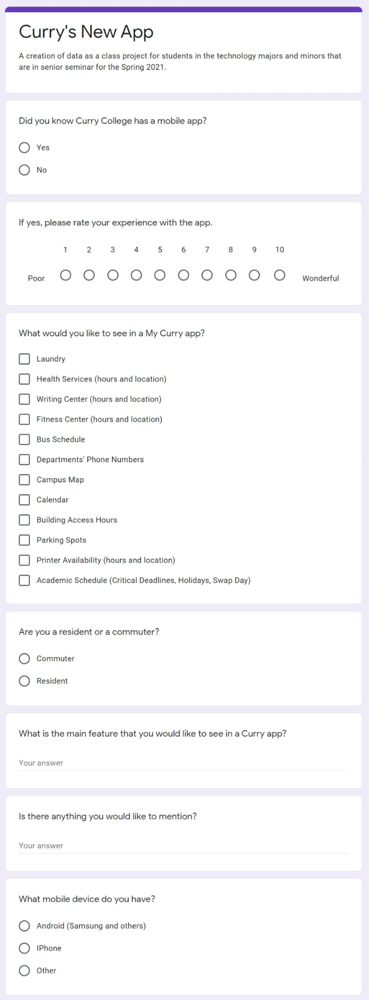 Curry's New App
A creation of data as a class project for students in the technology majors and minors that
are in senior seminar for the Spring 2021.
Did you know Curry College has a mobile app?
Yes
No
If yes, please rate your experience with the app.
1 2 3 4 5 6 7 8 9 10
Poor Wonderful
What would you like to see in a My Curry app?
Laundry
Health Services (hours and location)
Writing Center (hours and location)
Fitness Center (hours and location)
Bus Schedule
Departments' Phone Numbers
Campus Map
Calendar
Building Access Hours
Parking Spots
Printer Availability (hours and location)
Academic Schedule (Critical Deadlines, Holidays, Swap Day)
Are you a resident or a commuter?
Commuter
Resident
What is the main feature that you would like to see in a Curry app?
Your answer
Is there anything you would like to mention?
Your answer
What mobile device do you have?
Android (Samsung and others)
IPhone
Other